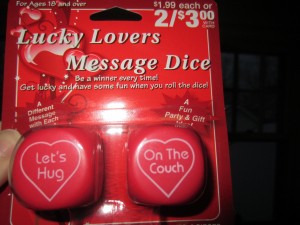 For Ages 18 and over
$1.99 each or
2/$3.00
Lucky Lovers
Message Dice
Be a winner every time!
Get lucky and have some fun when you roll the dice!
A
Different
Message
with Each
A
Fun
Party & Gift
Let's
Hug
On The
Couch